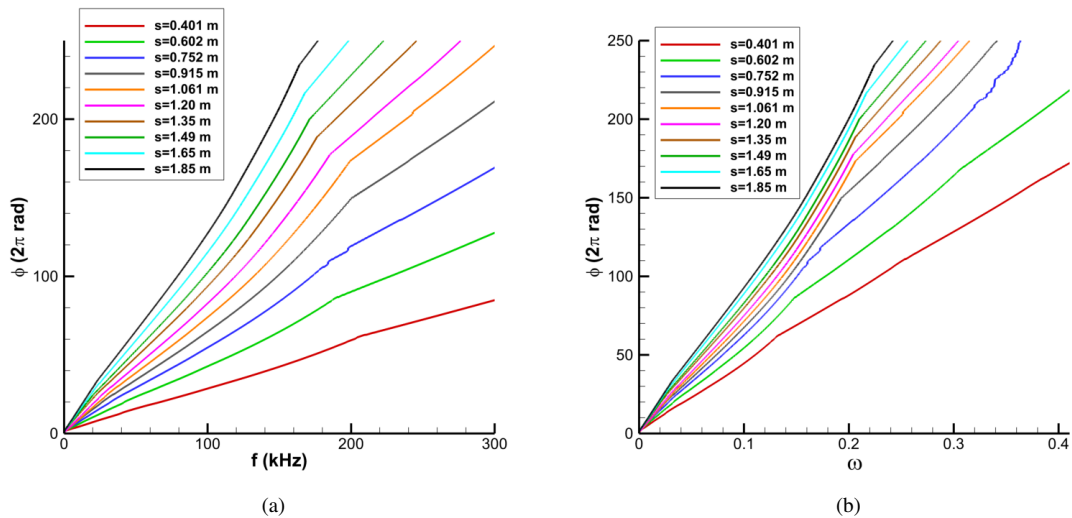 s=0.401 m
s=0.602 m
s=0.752 m
s=0.915 m
s=1.061 m
s=1.20 m
s=1.35 m
s=1.49 m
s=1.65 m
s=1.85 m
ϕ (2π rad)
200
100
0
0
100
200
300
f (kHz)
(a)
s=0.401 m
s=0.602 m
s=0.752 m
s=0.915 m
s=1.061 m
s=1.20 m
s=1.35 m
s=1.49 m
s=1.65 m
s=1.85 m
ϕ (2π rad)
250
200
150
100
50
0
0
0.1
0.2
0.3
0.4
ω
(b)